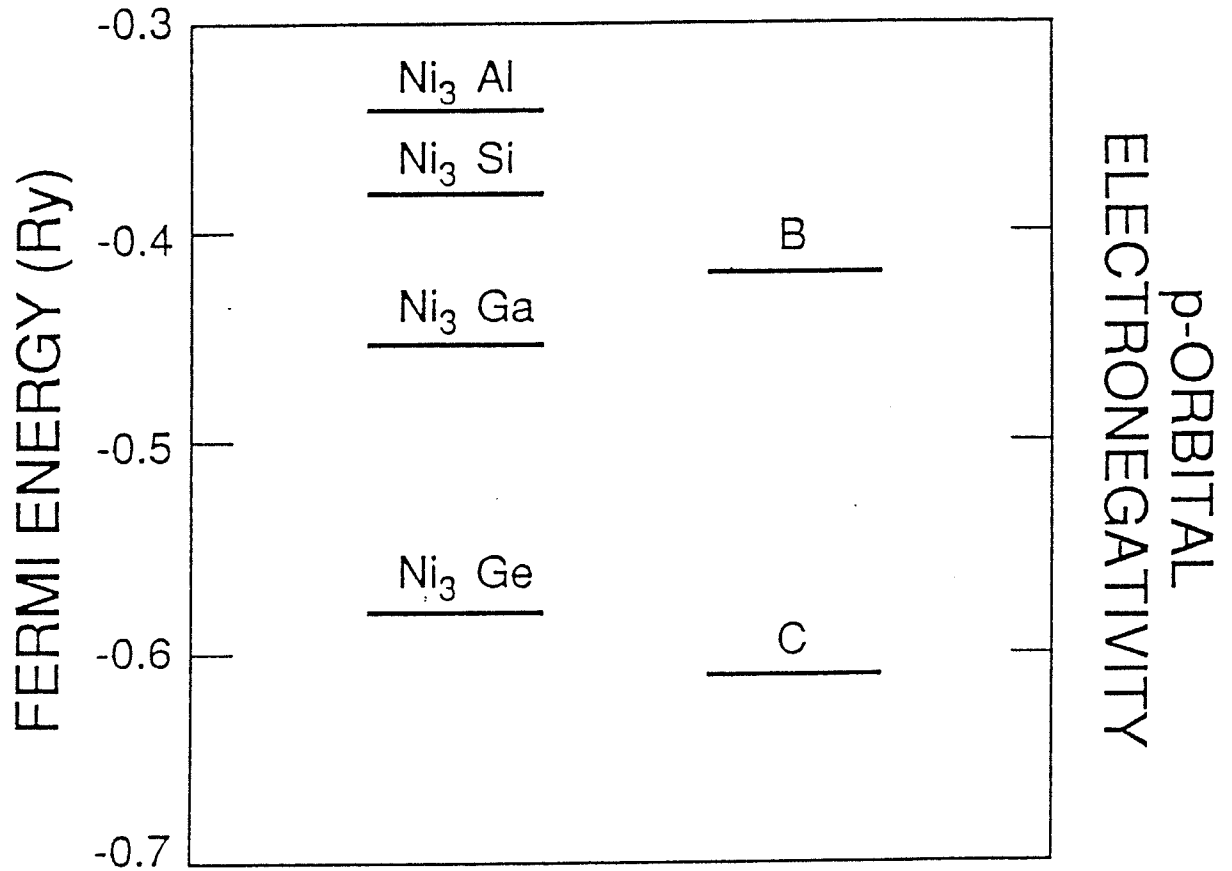 FERMI ENERGY (Ry)
-0.3
-0.4
-0.5
-0.6
-0.7
Ni₃ Al
Ni₃ Si
Ni₃ Ga
Ni₃ Ge
B
C
p-ORBITAL
ELECTRONEGATIVITY